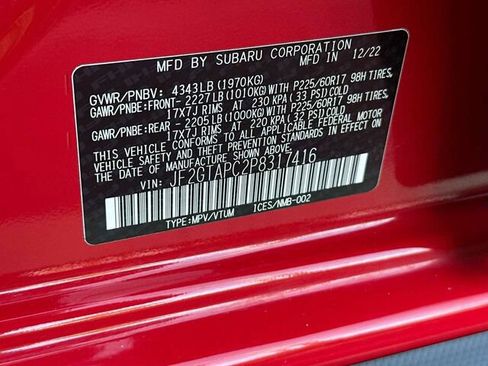 MFD BY SUBARU CORPORATION MFD IN 12/22
GVWR/PNBV: 4343LB (1970KG)
GAWR/PNBE:FRONT- 2227LB (1010KG)WITH P225/60R17 98H TIRES,
17X7J RIMS AT 230 KPA (33 PSI)COLD
GAWR/PNBE:REAR - 2205LB (1000KG)WITH P225/60R17 98H TIRES,
17X7J RIMS AT 220 KPA (32 PSI)COLD
THIS VEHICLE CONFORMS TO ALL APPLICABLE FEDERAL MOTOR
VEHICLE SAFETY AND THEFT PREVENTION STANDARDS IN EFFECT ON
THE DATE OF MANUFACTURE SHOWN ABOVE.
VIN: JF2GTAPC2P8317416
TYPE:MPV/VTUM ICES/NMB-002